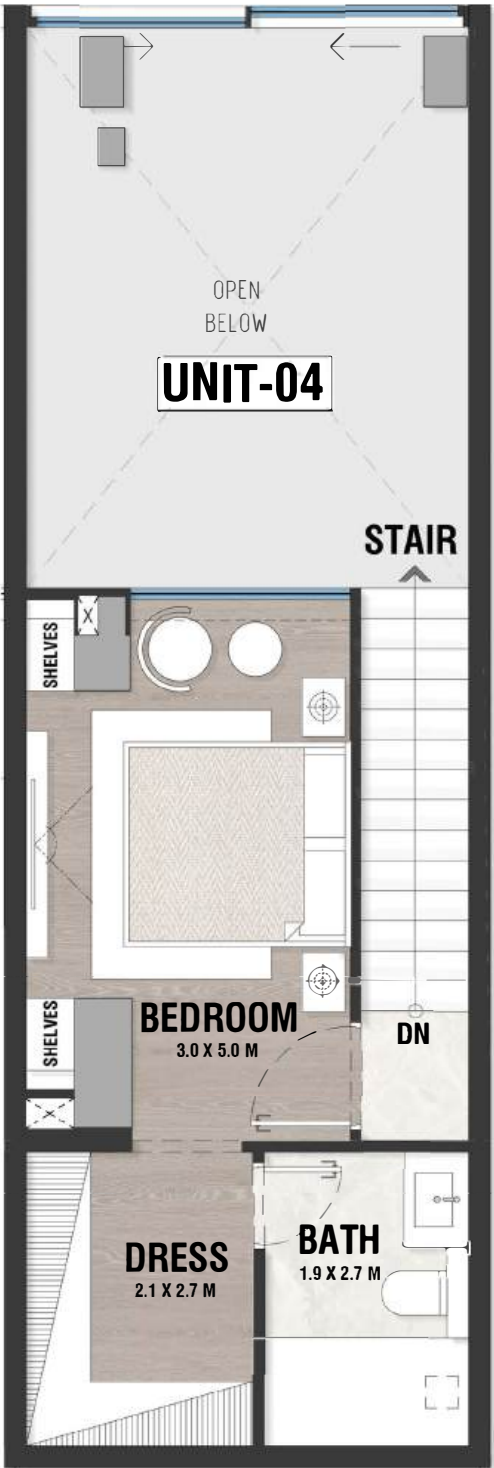 OPEN
BELOW
UNIT-04
STAIR
SHELVES
SHELVES
BEDROOM
3.0 X 5.0 M
DN
DRESS
2.1 X 2.7 M
BATH
1.9 X 2.7 M